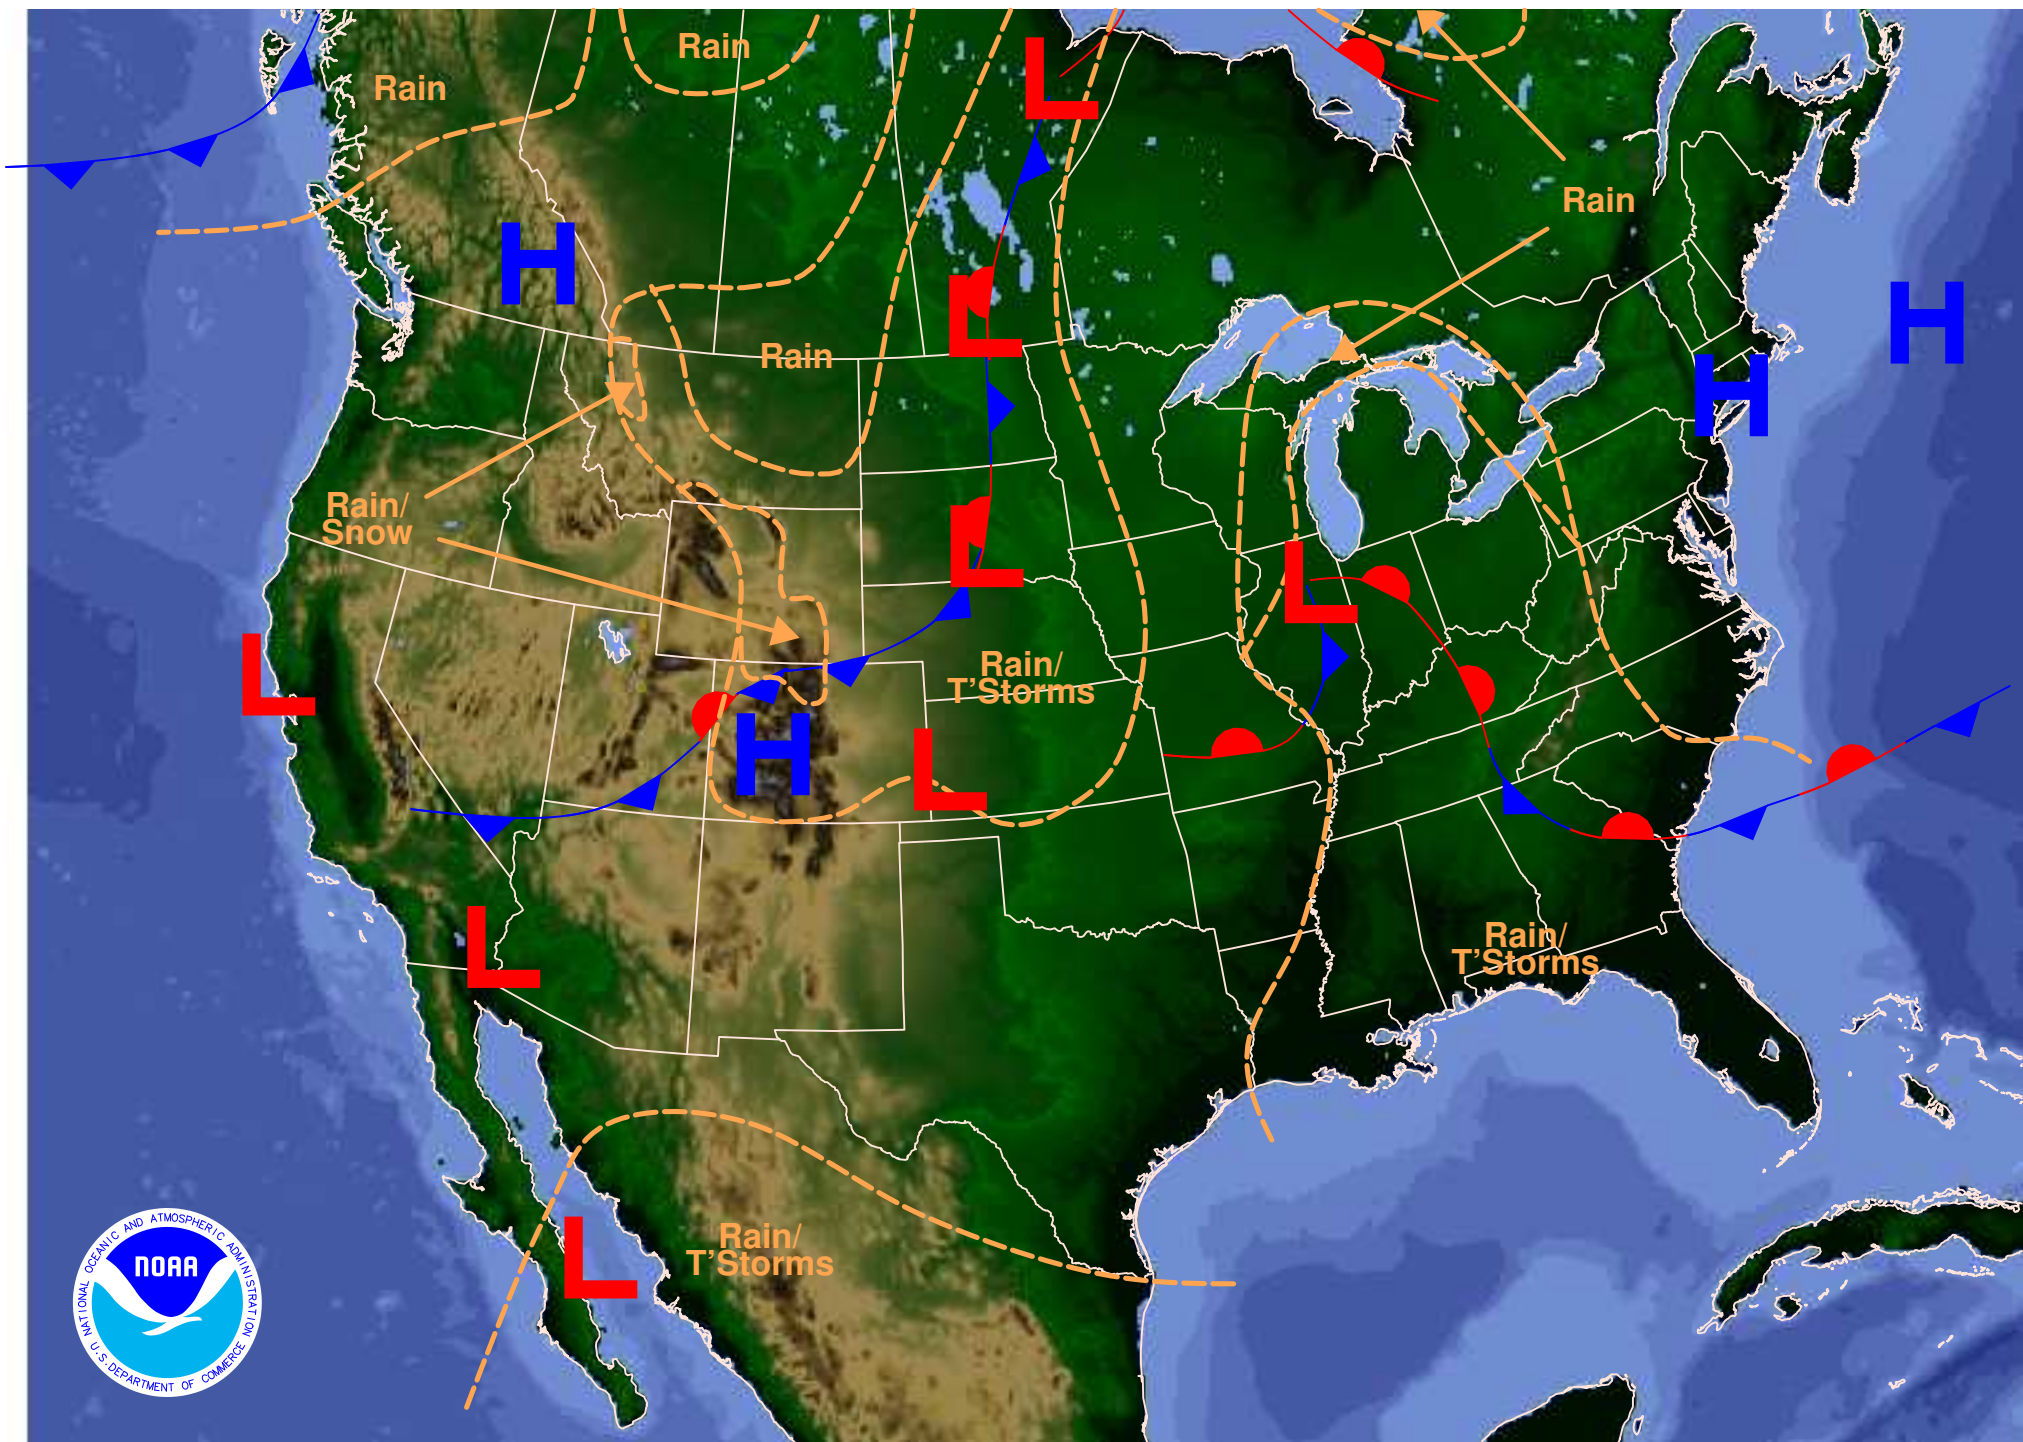 Rain
Rain
H
L
Rain
H
L
H
Rain
H
Rain/
Snow
L
L
L
Rain/
T'Storms
H
L
L
Rain/
T'Storms
L
Rain/
T'Storms
NATIONAL OCEANIC AND ATMOSPHERIC ADMINISTRATION
NOAA
U.S. DEPARTMENT OF COMMERCE